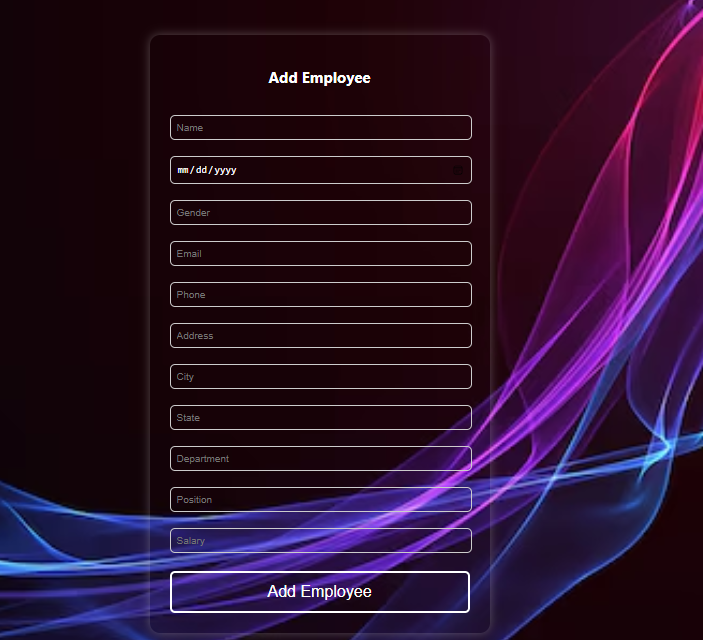 Add Employee
Name
mm/dd/yyyy
Gender
Email
Phone
Address
City
State
Department
Position
Salary
Add Employee